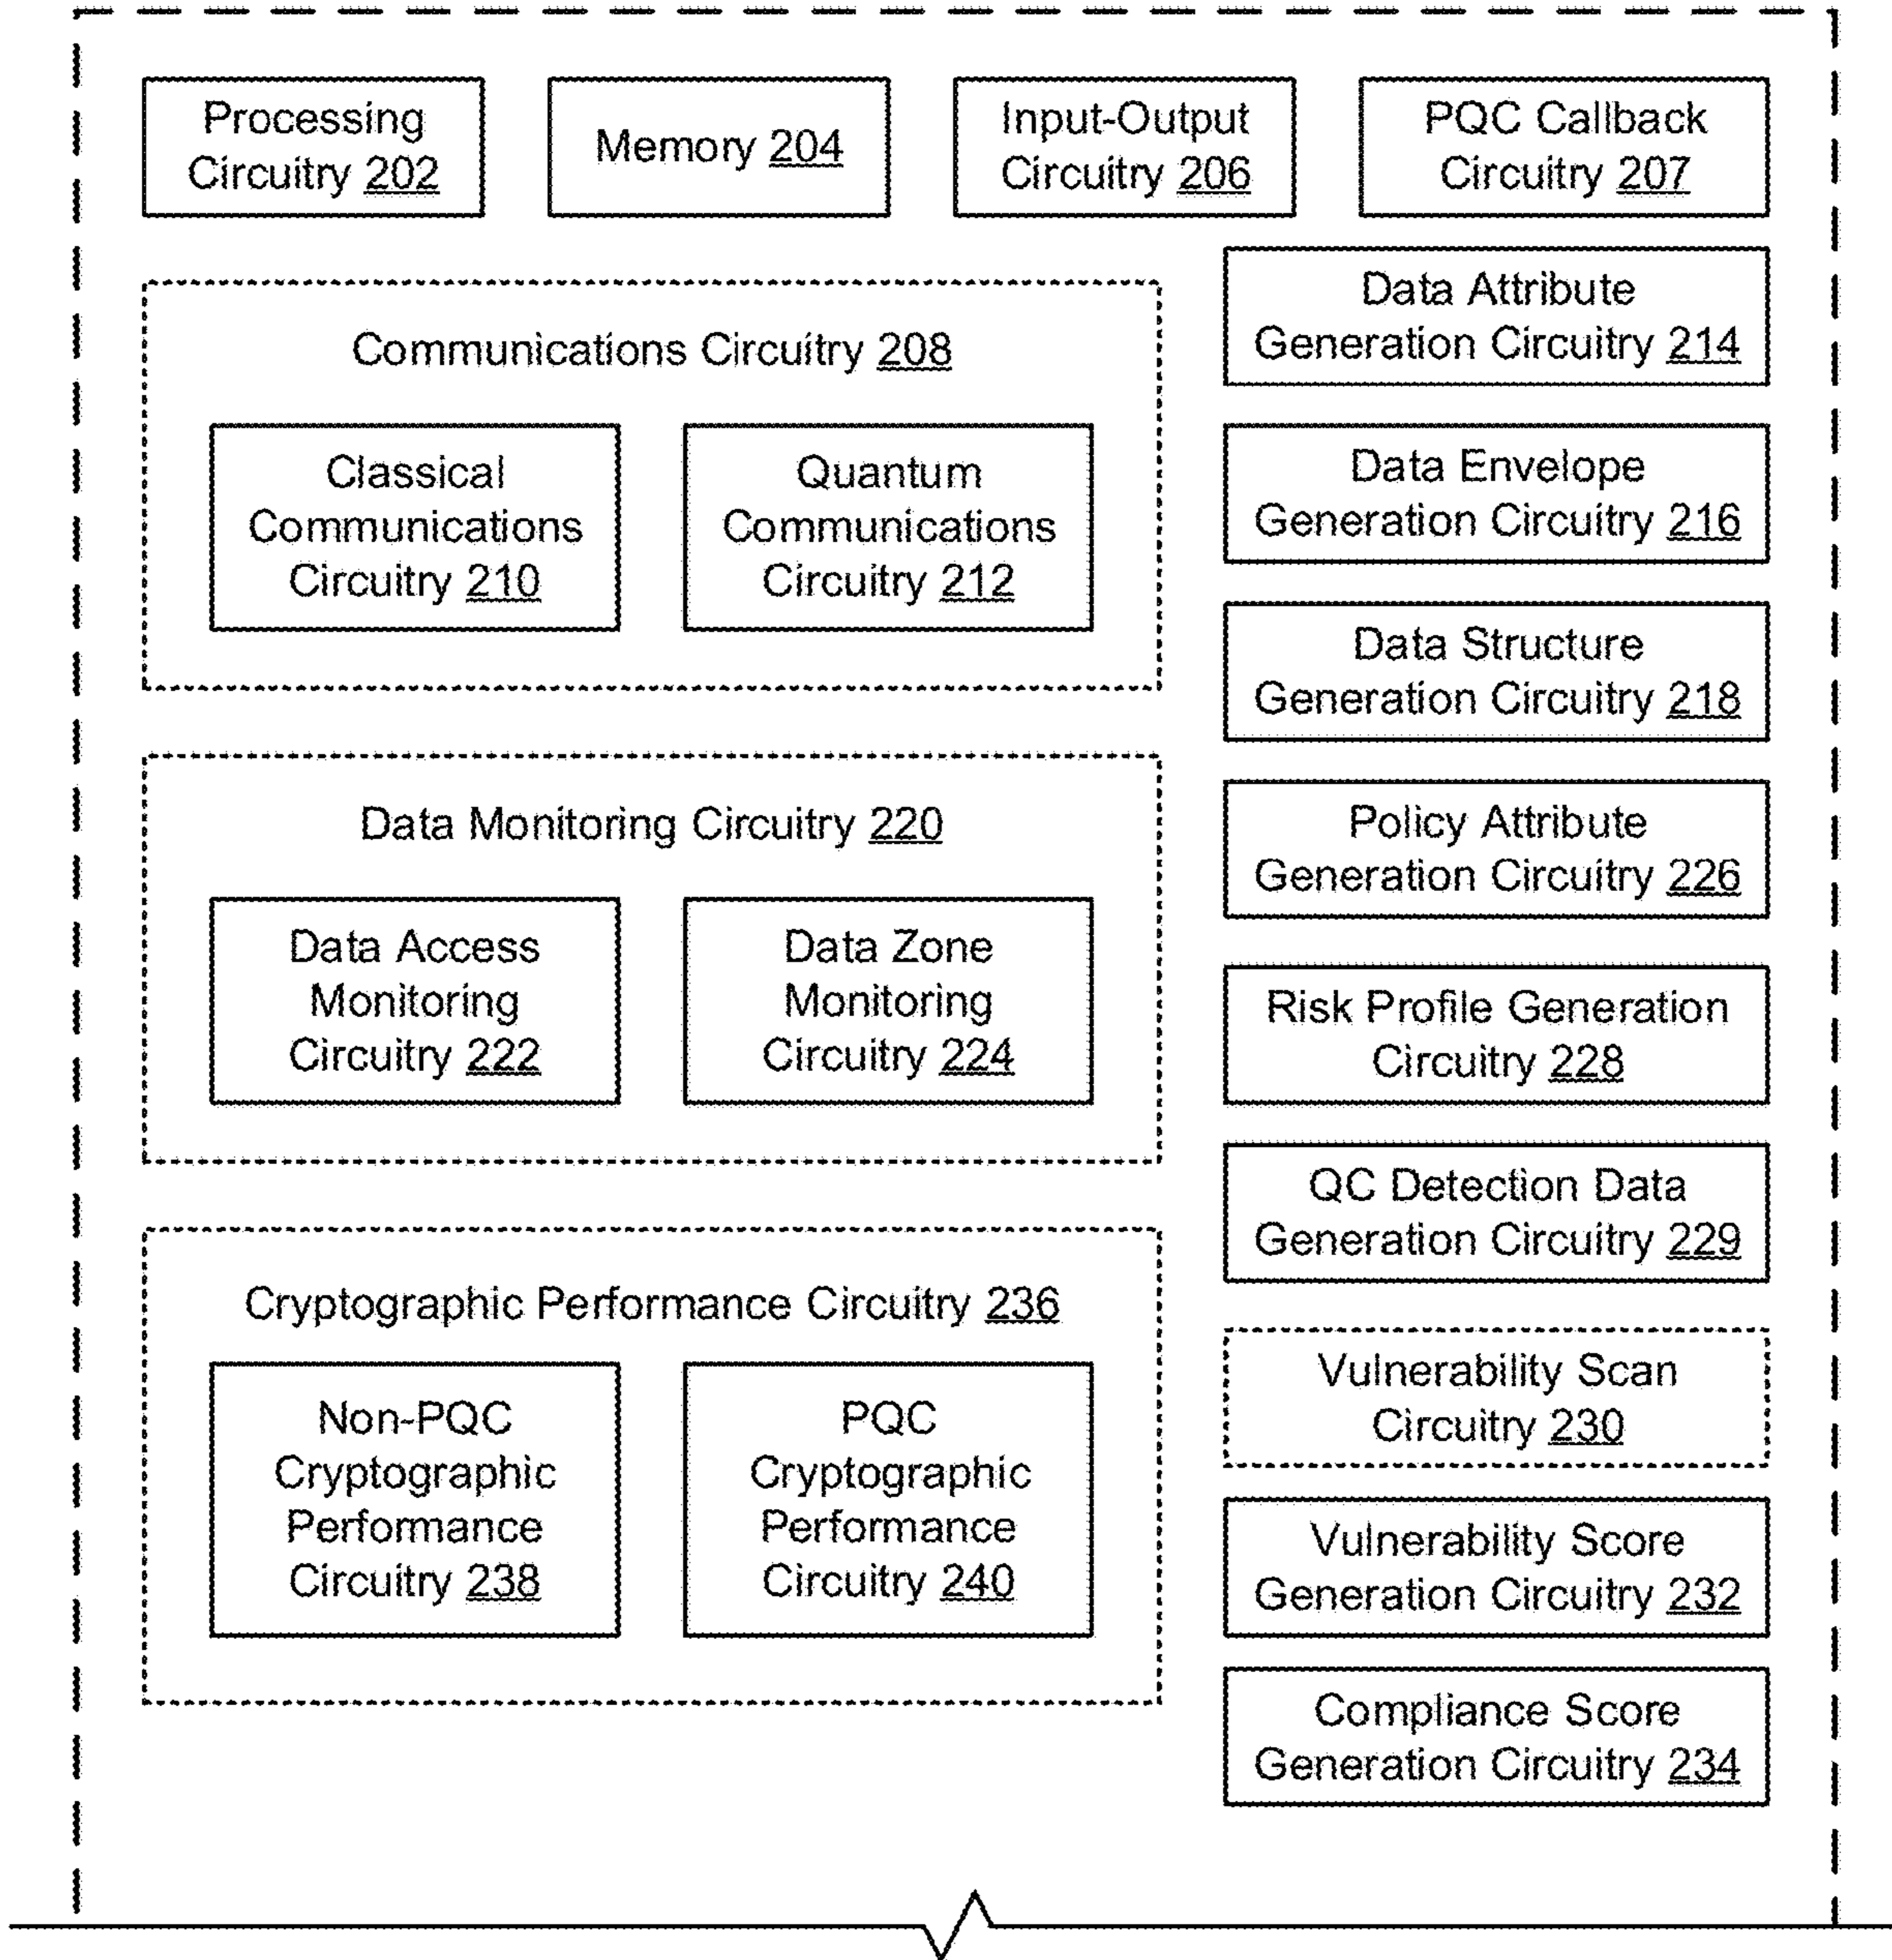 Processing
Circuitry 202
Memory 204
Input-Output
Circuitry 206
PQC Callback
Circuitry 207
Communications Circuitry 208
Classical
Communications
Circuitry 210
Quantum
Communications
Circuitry 212
Data Monitoring Circuitry 220
Data Access
Monitoring
Circuitry 222
Data Zone
Monitoring
Circuitry 224
Cryptographic Performance Circuitry 236
Non-PQC
Cryptographic
Performance
Circuitry 238
PQC
Cryptographic
Performance
Circuitry 240
Data Attribute
Generation Circuitry 214
Data Envelope
Generation Circuitry 216
Data Structure
Generation Circuitry 218
Policy Attribute
Generation Circuitry 226
Risk Profile Generation
Circuitry 228
QC Detection Data
Generation Circuitry 229
Vulnerability Scan
Circuitry 230
Vulnerability Score
Generation Circuitry 232
Compliance Score
Generation Circuitry 234